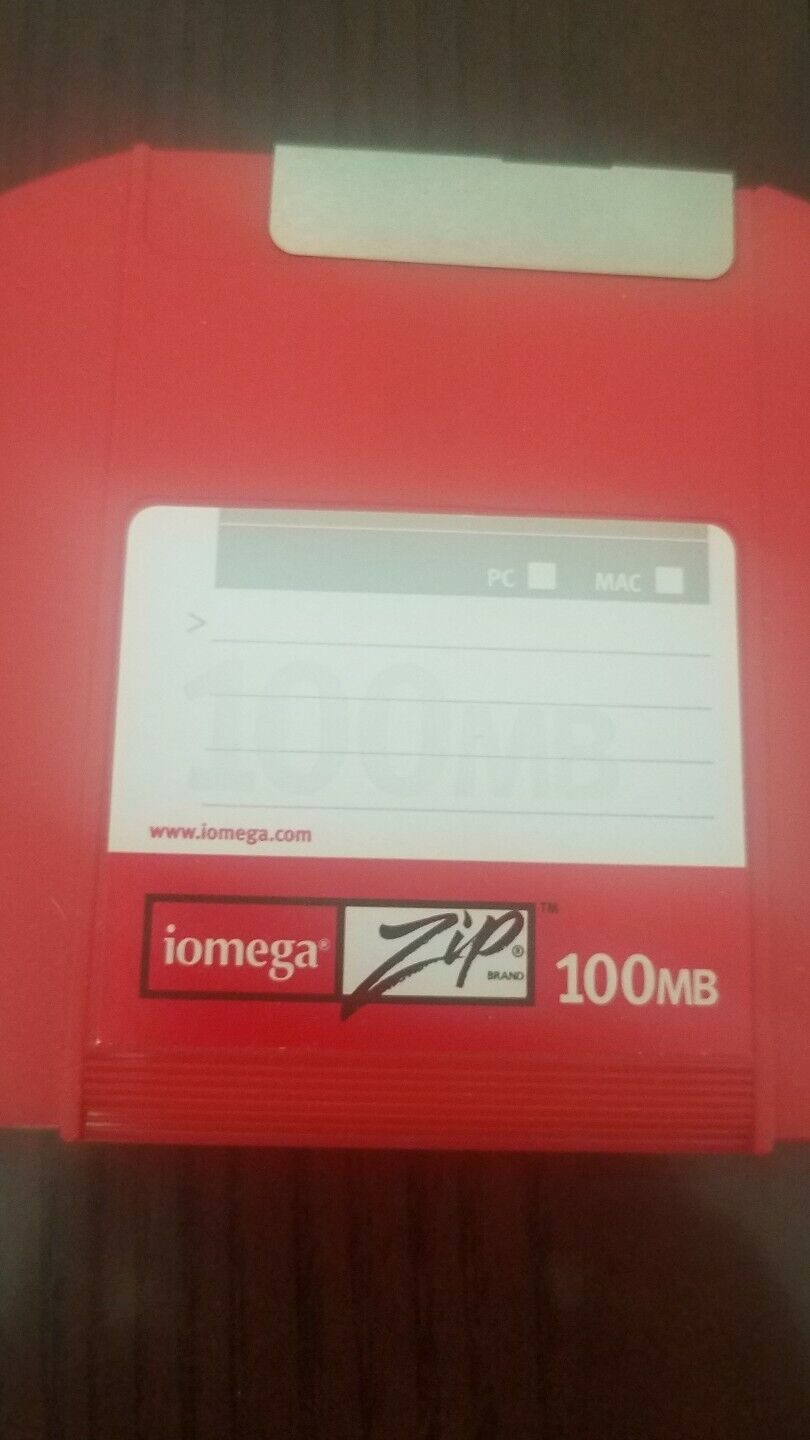 PC MAC
>
100MB
www.iomega.com
iomega® Zip® BRAND ™ 100MB